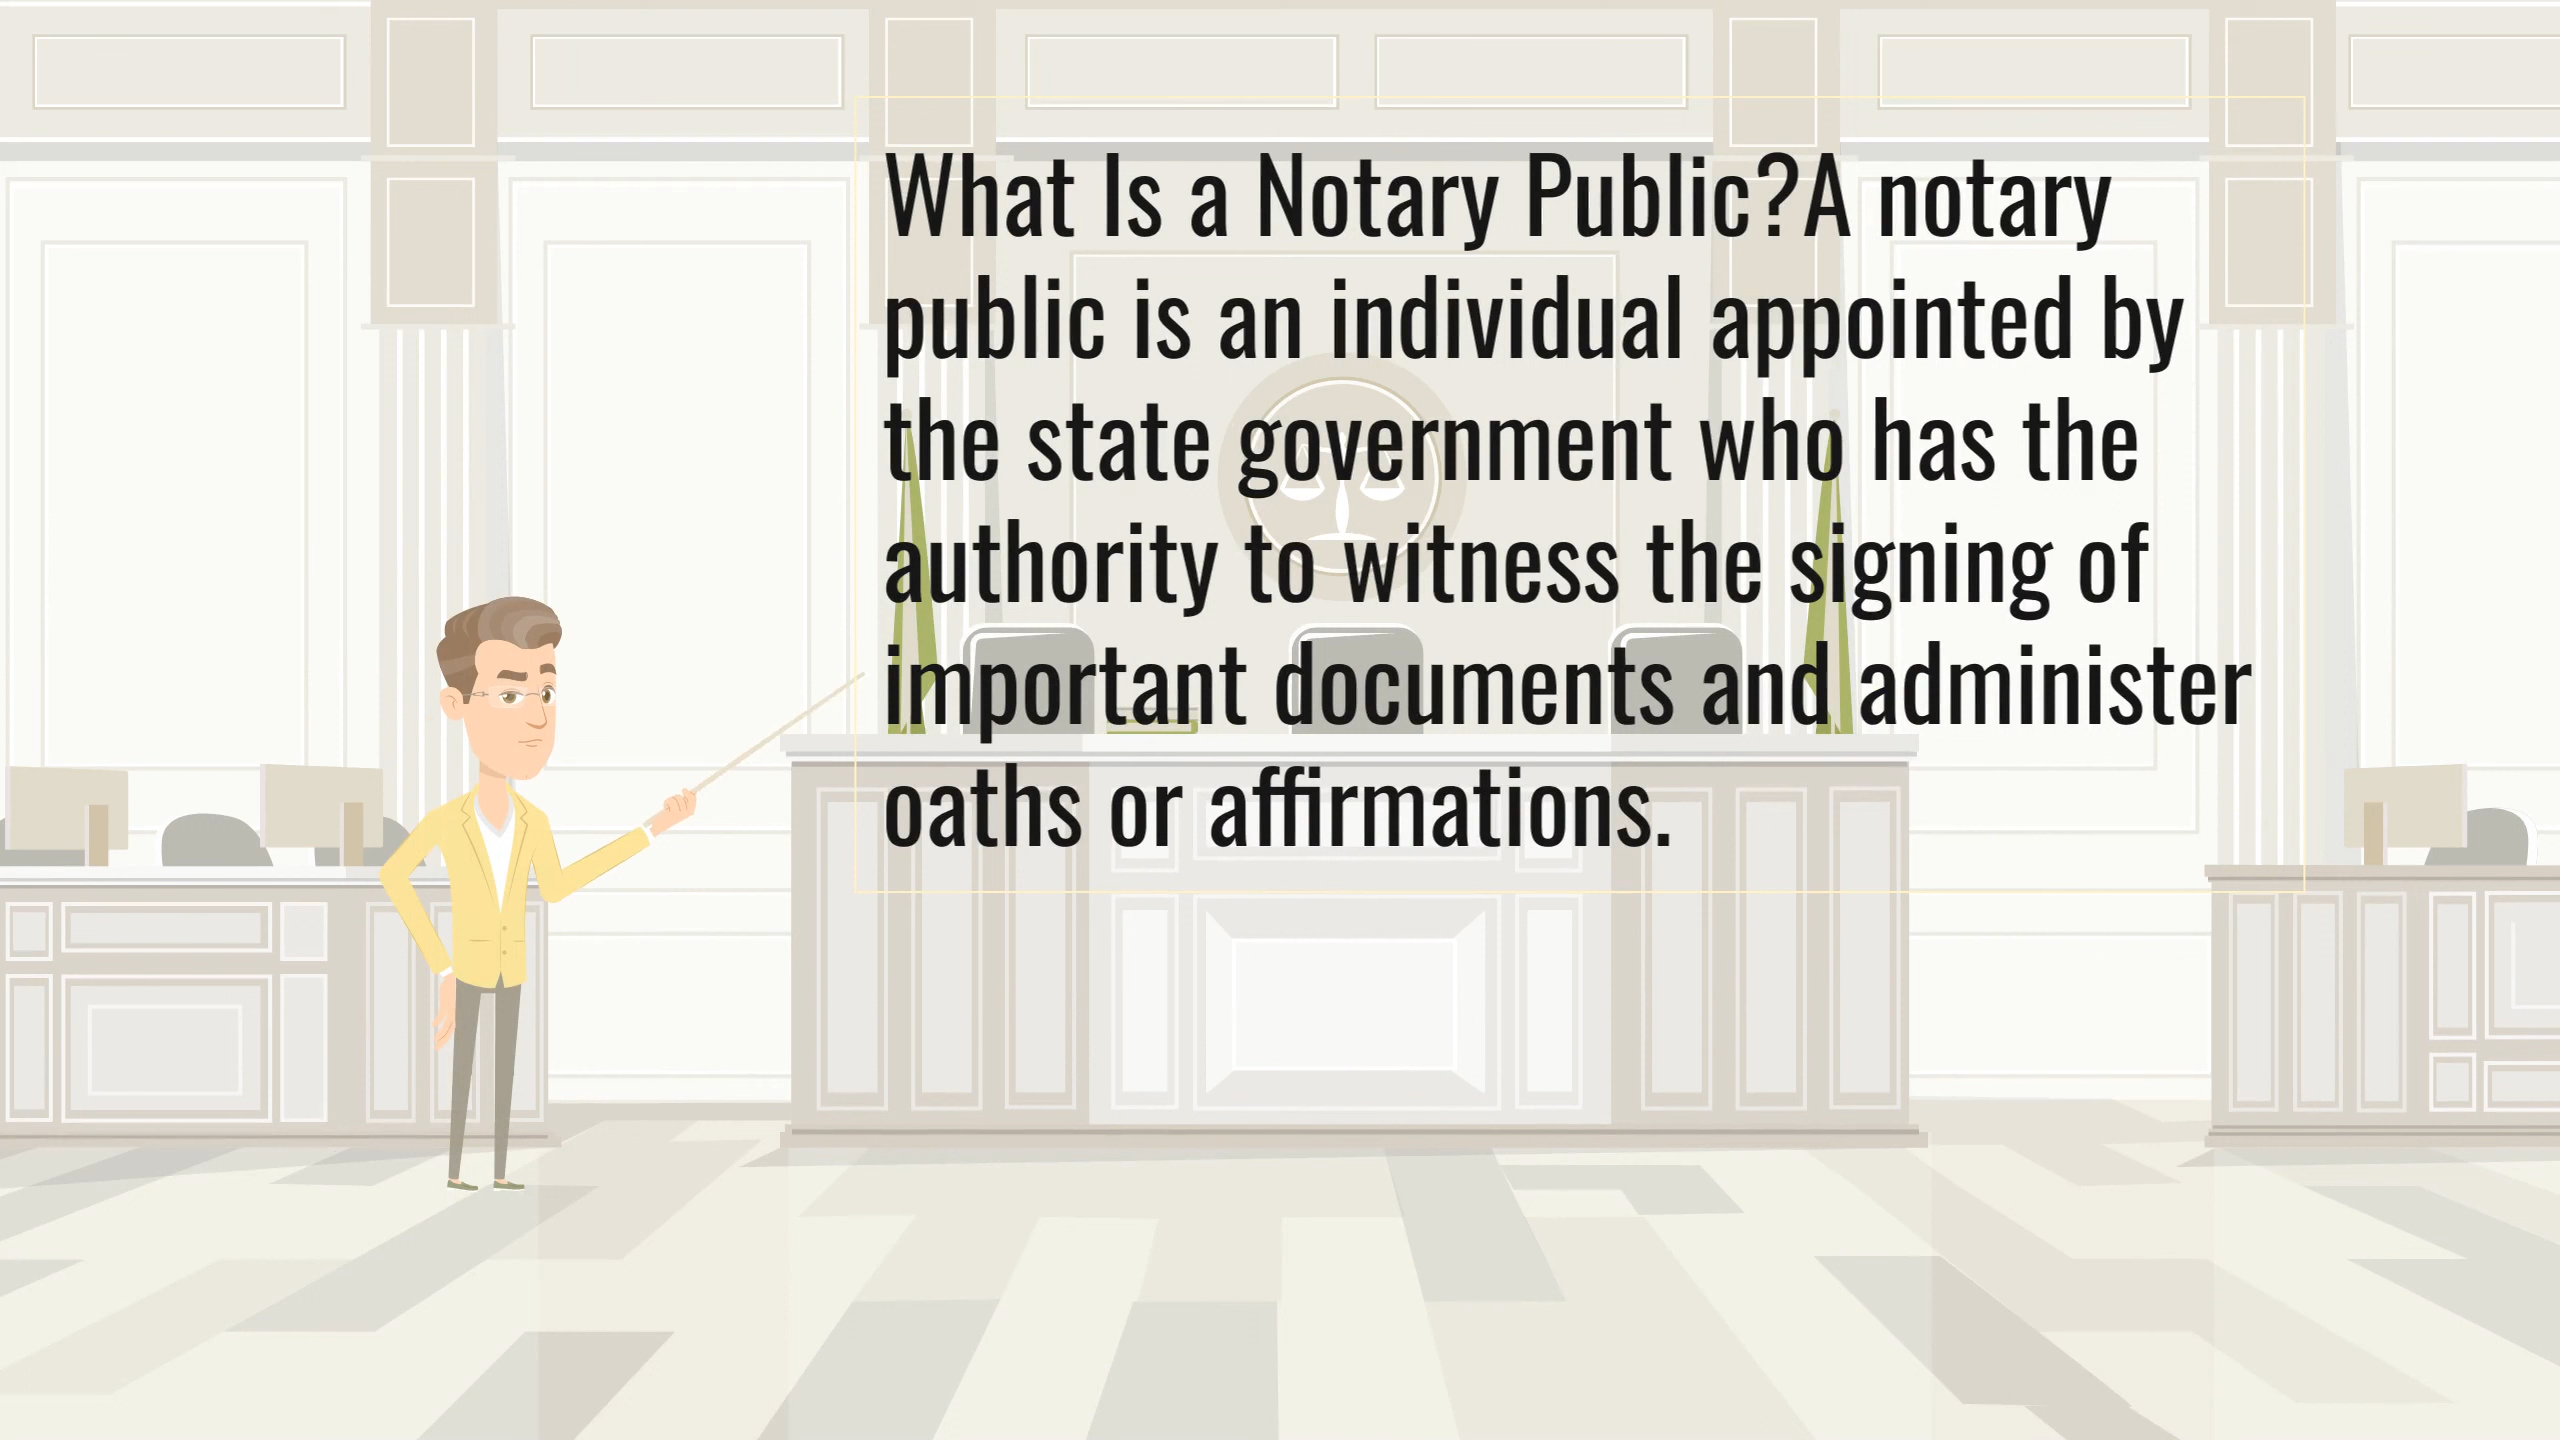 What Is a Notary Public?A notary
public is an individual appointed by
the state government who has the
authority to witness the signing of
important documents and administer
oaths or affirmations.